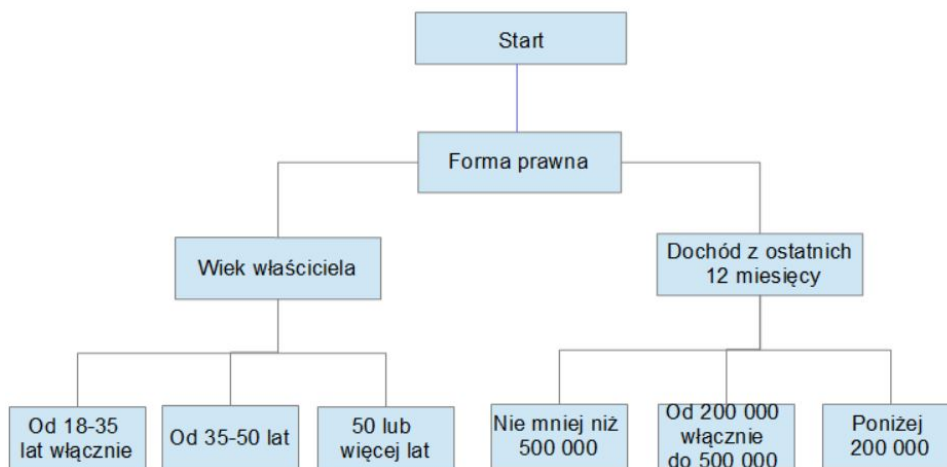 Start
Forma prawna
Wiek właściciela
Dochód z ostatnich
12 miesięcy
Od 18-35
lat włącznie
Od 35-50 lat
50 lub
więcej lat
Nie mniej niż
500 000
Od 200 000
włącznie
do 500 000
Poniżej
200 000